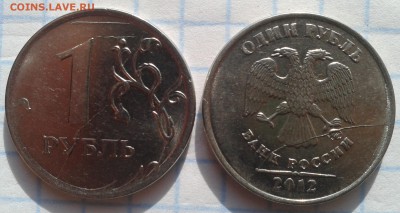 COINS.LAVE.RU
1
РУБЛЬ
ОДИН РУБЛЬ
БАНК РОССИИ
2012